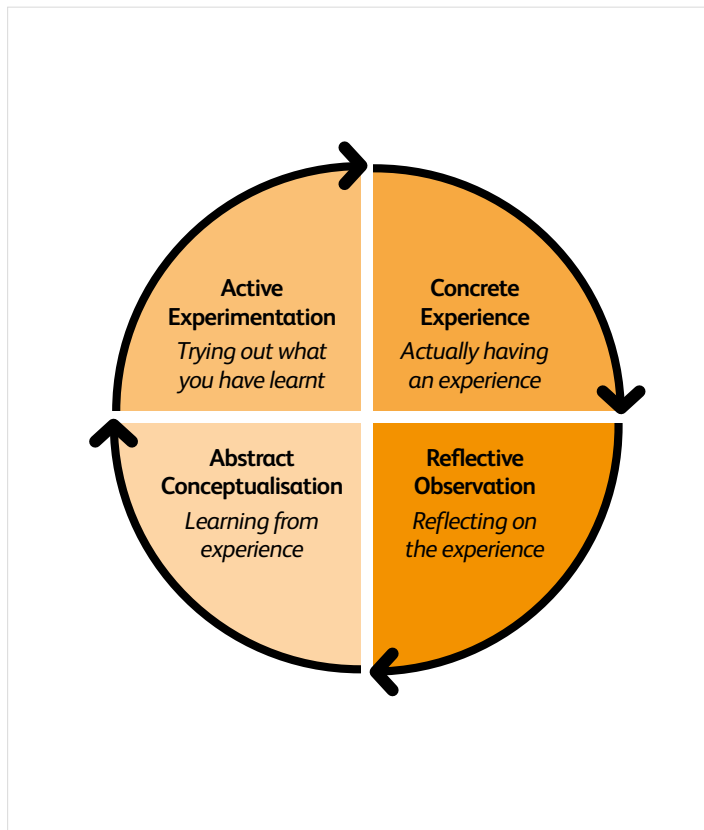 Active
Experimentation
Trying out what
you have learnt
Concrete
Experience
Actually having
an experience
Abstract
Conceptualisation
Learning from
experience
Reflective
Observation
Reflecting on
the experience